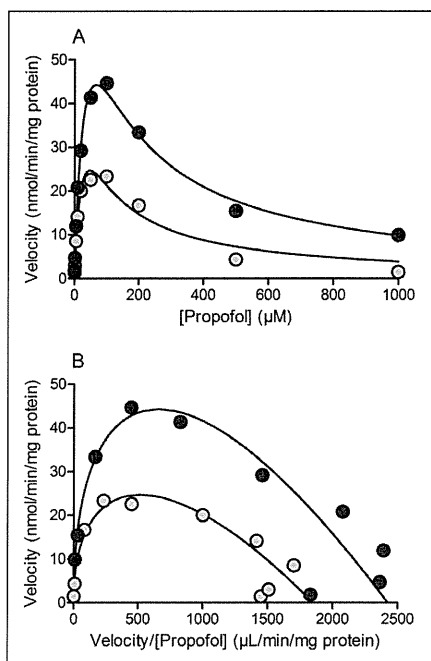 A
Velocity (nmol/min/mg protein)
50
40
30
20
10
0
0 200 400 600 800 1000
[Propofol] (µM)
B
Velocity (nmol/min/mg protein)
50
40
30
20
10
0
0 500 1000 1500 2000 2500
Velocity/[Propofol] (µL/min/mg protein)